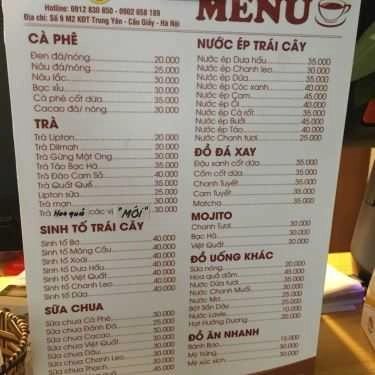 Hotline: 0912 830 850 - 0902 658 189
Địa chỉ: Số 9 M2 KĐT Trung Yên - Cầu Giấy - Hà Nội
MENU
CÀ PHÊ
Đen đá/nóng 20.000
Nâu đá/nóng 25.000
Nâu lắc 30.000
Bạc xỉu 30.000
Cà phê cốt dừa 35.000
Cacao đá/nóng 30.000
TRÀ
Trà Lipton 30.000
Trà Dilmah 30.000
Trà Gừng Mật Ong 30.000
Trà Táo Bạc Hà 35.000
Trà Đào Cam Sả 40.000
Trà Quất Quế 35.000
Lipton sữa 25.000
Trà mạn 30.000
Trà Hoa quả các vị "MỚI" 30.000
SINH TỐ TRÁI CÂY
Sinh tố Bơ 40.000
Sinh tố Mãng Cầu 40.000
Sinh tố Xoài 40.000
Sinh tố Dưa Hấu 40.000
Sinh tố Việt Quất 40.000
Sinh tố Chanh Leo 40.000
Sinh tố Dừa 40.000
SỮA CHUA
Sữa chua Cà Phê 30.000
Sữa chua Đánh Đá 25.000
Sữa chua Cacao
Sữa chua Việt Quất
Sữa chua Dâu
Sữa chua Chanh Leo 30.000
Sữa chua Thạch
NƯỚC ÉP TRÁI CÂY
Nước ép Dưa hấu 35.000
Nước ép Chanh leo 30.000
Nước ép Dứa 35.000
Nước ép Cóc xanh 40.000
Nước ép Cam 45.000
Nước ép Ổi 40.000
Nước ép Cà rốt 35.000
Nước ép Bưởi 45.000
Nước ép Táo 40.000
Nước Chanh tươi 25.000
ĐỒ ĐÁ XAY
Đậu xanh cốt dừa 35.000
Cốm cốt dừa 35.000
Chanh Tuyết 35.000
Cam Tuyết 35.000
Matcha 35.000
MOJITO
Chanh Tươi 30.000
Bạc Hà 30.000
Việt Quất 30.000
ĐỒ UỐNG KHÁC
Sữa nóng 20.000
Hoa quả dầm 45.000
Nước Dừa tươi 35.000
Nước Chanh Muối 30.000
Nước Mơ 25.000
Bột Sắn Dây 20.000
Nước Lavie
Hạt Hướng Dương 20.000
ĐỒ ĂN NHANH
Bánh Bao 15.000
Mỳ trứng 30.000
Mỳ xúc xích 30.000